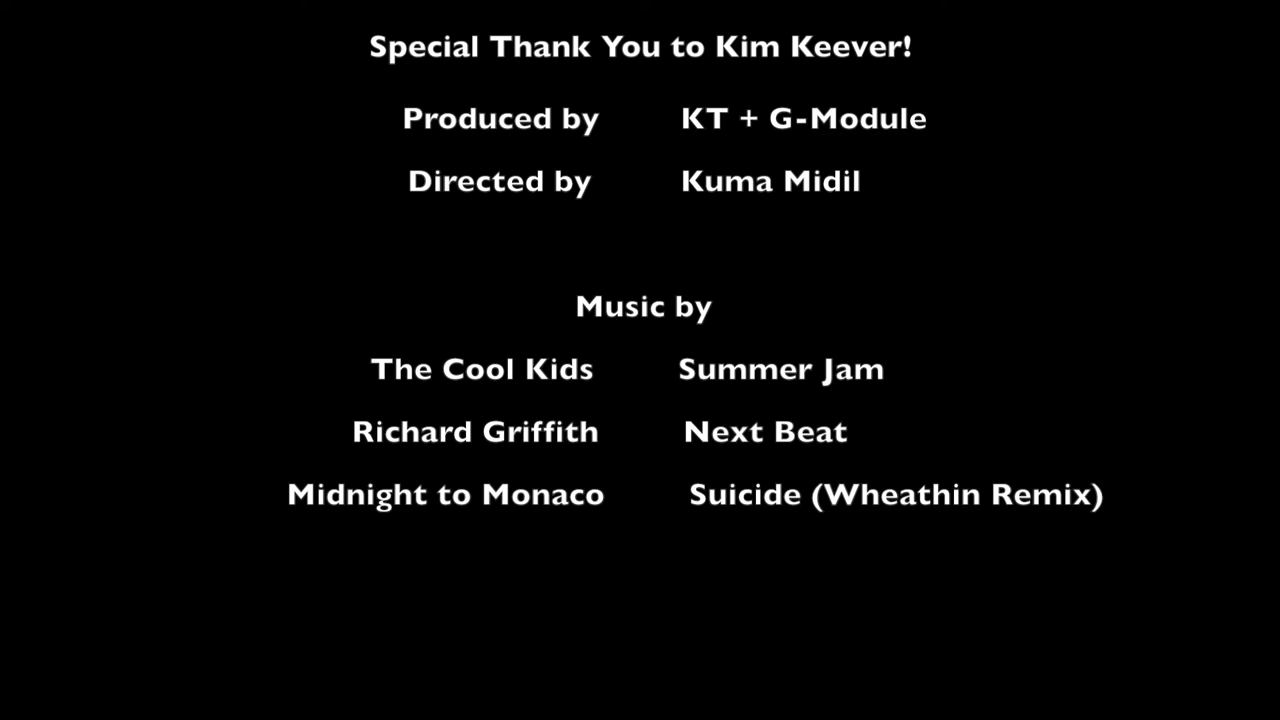 Special Thank You to Kim Keever!
Produced by KT + G-Module
Directed by Kuma Midil
Music by
The Cool Kids Summer Jam
Richard Griffith Next Beat
Midnight to Monaco Suicide (Wheathin Remix)